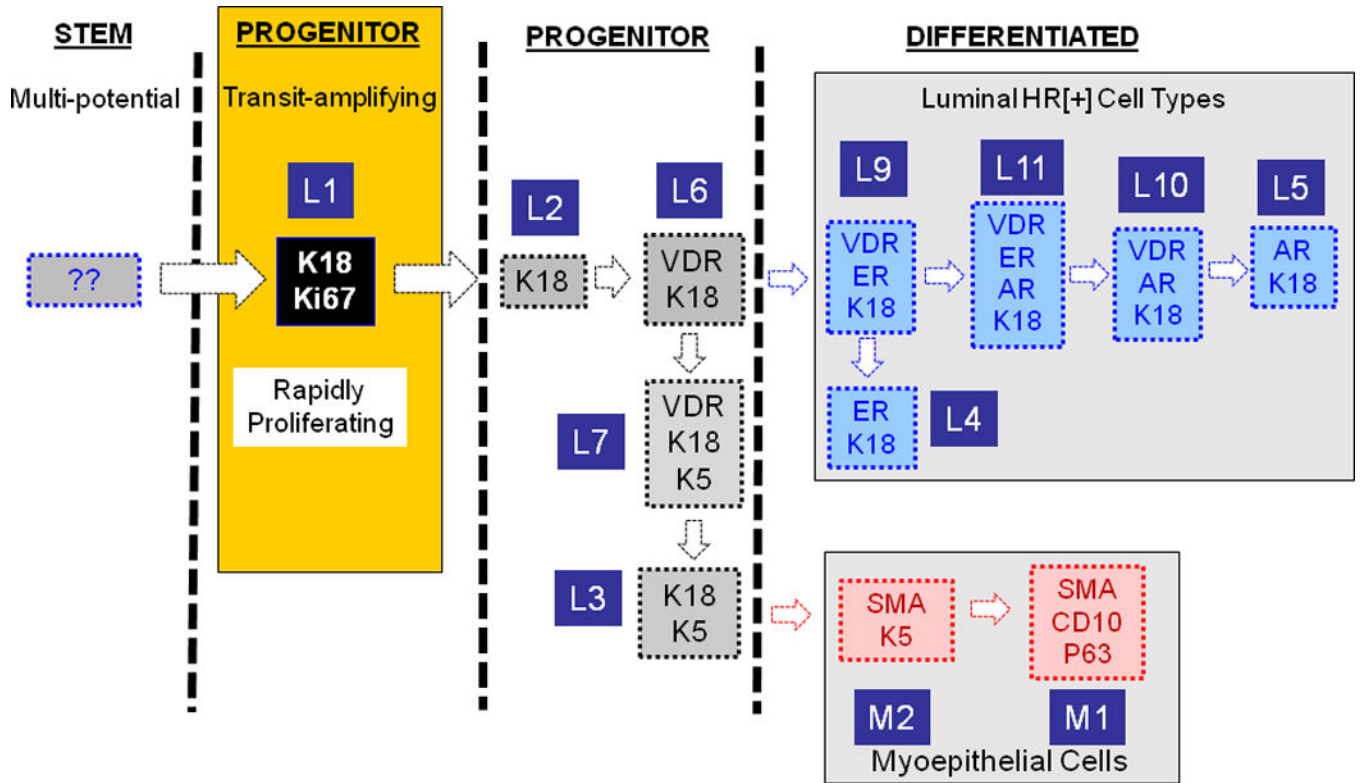 STEM
Multi-potential
??
PROGENITOR
Transit-amplifying
L1
K18
Ki67
Rapidly
Proliferating
PROGENITOR
L2
K18
L6
VDR
K18
L7
VDR
K18
K5
L3
K18
K5
DIFFERENTIATED
Luminal HR[+] Cell Types
L9
VDR
ER
K18
L11
VDR
ER
AR
K18
L10
VDR
AR
K18
L5
AR
K18
ER
K18
L4
SMA
K5
SMA
CD10
P63
M2
M1
Myoepithelial Cells